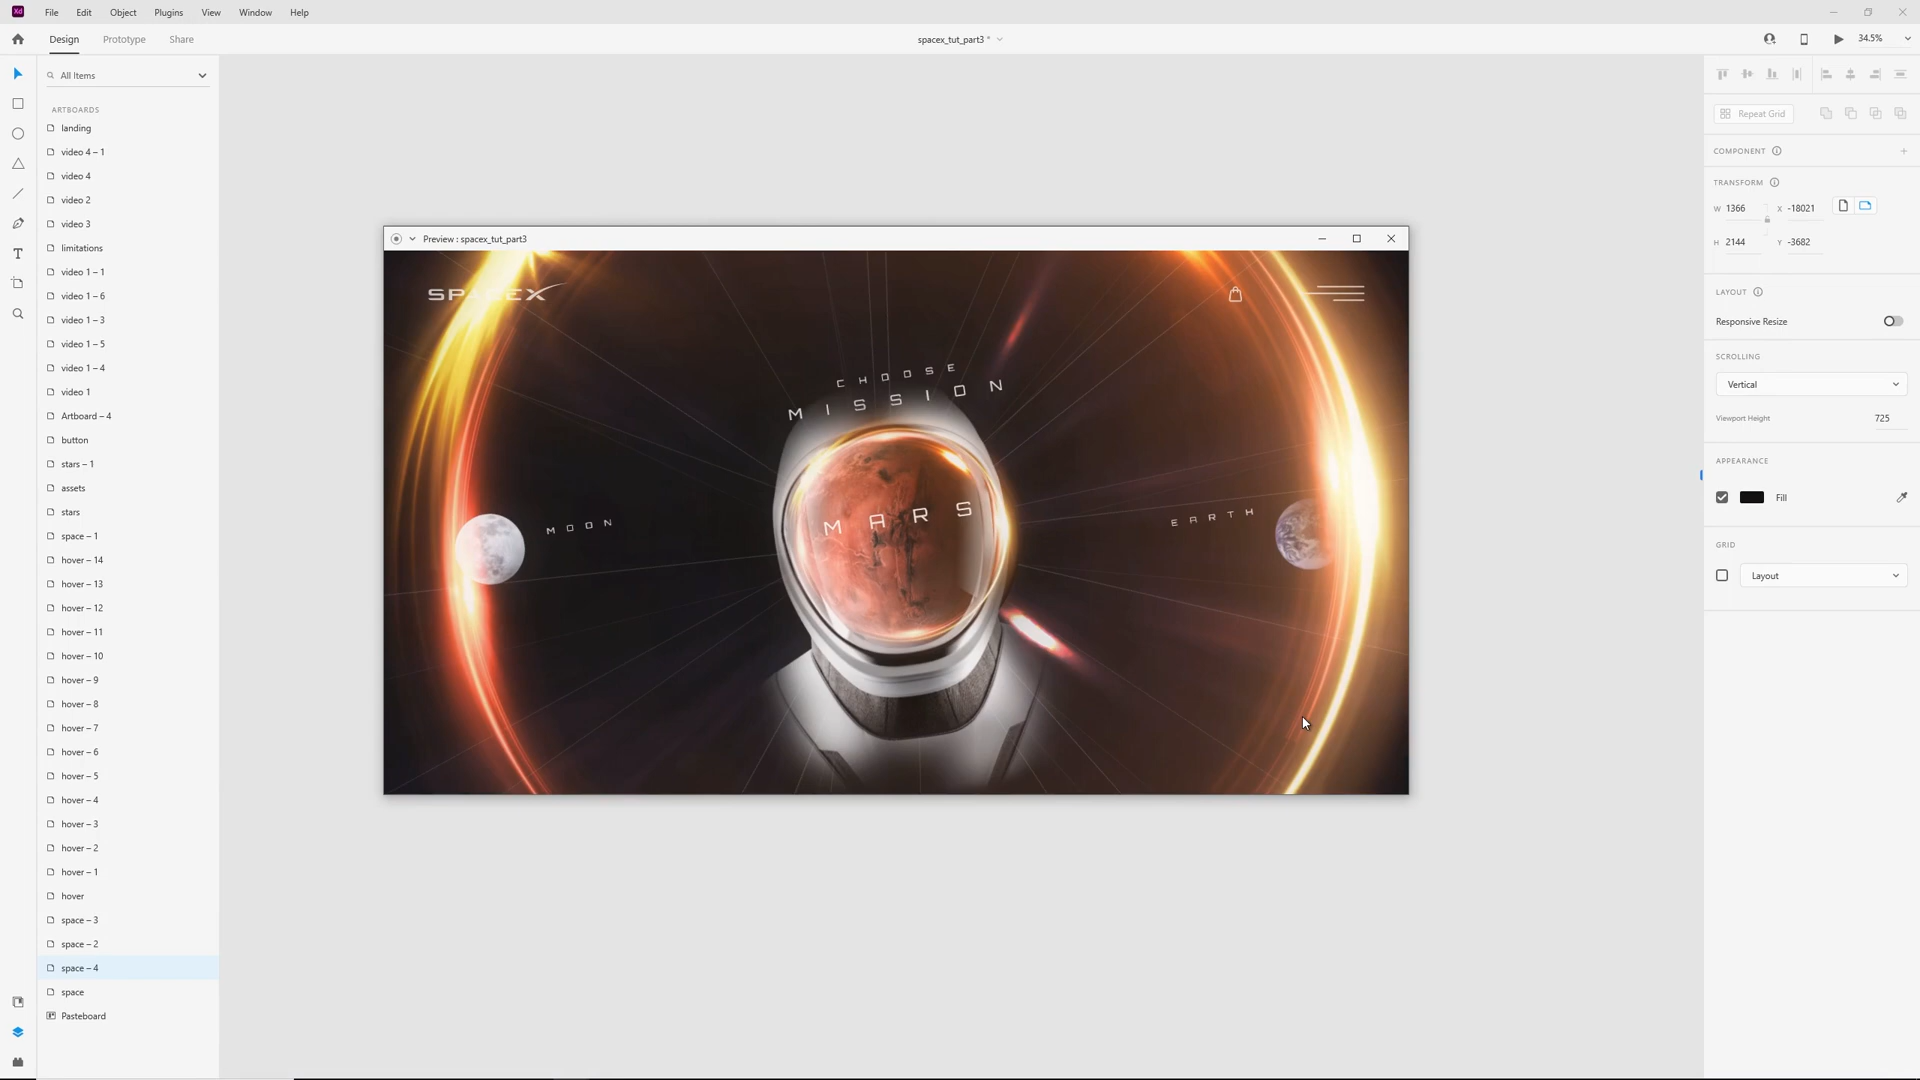 Xd File Edit Object Plugins View Window Help
Design Prototype Share spacex_tut_part3 * 34.5%
All Items
ARTBOARDS
landing
video 4 – 1
video 4
video 2
video 3
limitations
video 1 – 1
video 1 – 6
video 1 – 3
video 1 – 5
video 1 – 4
video 1
Artboard – 4
button
stars – 1
assets
stars
space – 1
hover – 14
hover – 13
hover – 12
hover – 11
hover – 10
hover – 9
hover – 8
hover – 7
hover – 6
hover – 5
hover – 4
hover – 3
hover – 2
hover – 1
hover
space – 3
space – 2
space – 4
space
Pasteboard
Preview : spacex_tut_part3
SPACEX
CHOOSE
MISSION
MARS
MOON
EARTH
Repeat Grid
COMPONENT
TRANSFORM
W 1366 X -18021
H 2144 Y -3682
LAYOUT
Responsive Resize
SCROLLING
Vertical
Viewport Height 725
APPEARANCE
Fill
GRID
Layout